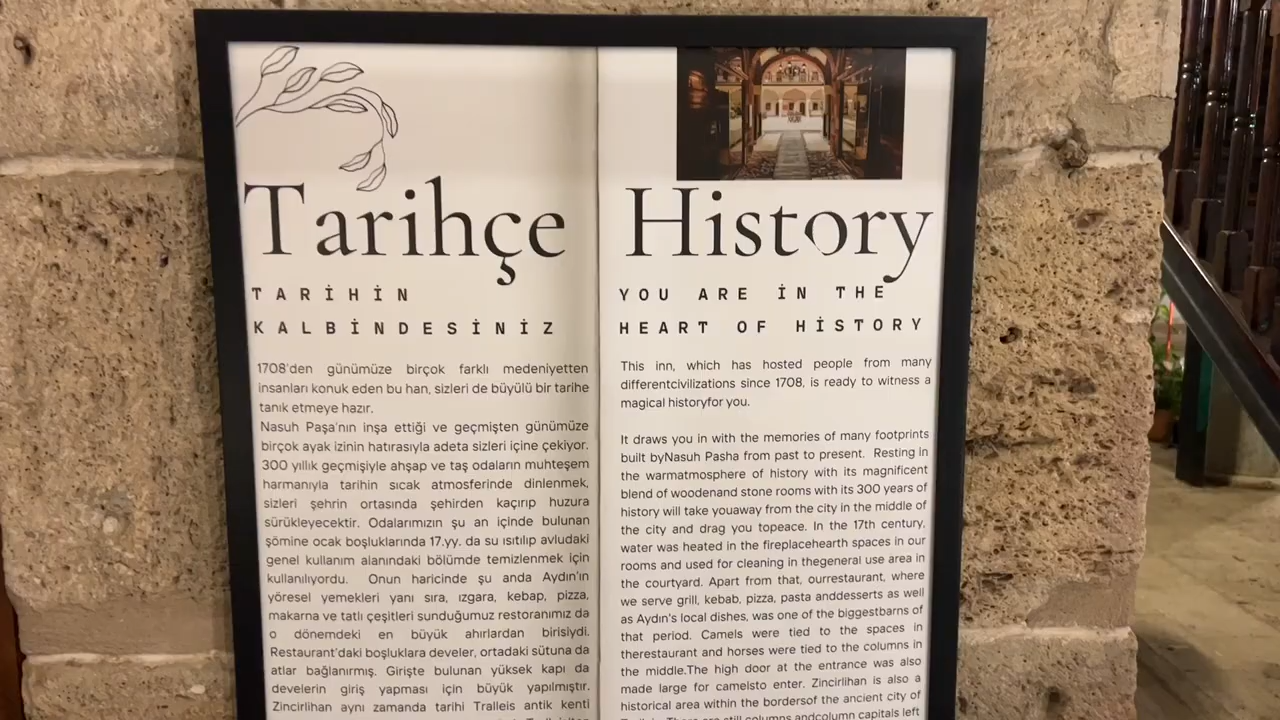 Tarihçe
TARİHİN
KALBİNDESİNİZ
1708'den günümüze birçok farklı medeniyetten
insanları konuk eden bu han, sizleri de büyülü bir tarihe
tanık etmeye hazır.
Nasuh Paşa'nın inşa ettiği ve geçmişten günümüze
birçok ayak izinin hatırasıyla adeta sizleri içine çekiyor.
300 yıllık geçmişiyle ahşap ve taş odaların muhteşem
harmanıyla tarihin sıcak atmosferinde dinlenmek,
sizleri şehrin ortasında şehirden kaçırıp huzura
sürükleyecektir. Odalarımızın şu an içinde bulunan
şömine ocak boşluklarında 17.yy. da su ısıtılıp avludaki
genel kullanım alanındaki bölümde temizlenmek için
kullanılıyordu. Onun haricinde şu anda Aydın'ın
yöresel yemekleri yanı sıra, ızgara, kebap, pizza,
makarna ve tatlı çeşitleri sunduğumuz restoranımız da
o dönemdeki en büyük ahırlardan birisiydi.
Restaurant'daki boşluklara develer, ortadaki sütuna da
atlar bağlanırmış. Girişte bulunan yüksek kapı da
develerin giriş yapması için büyük yapılmıştır.
Zincirlihan aynı zamanda tarihi Tralleis antik kenti
History
YOU ARE İN THE
HEART OF HİSTORY
This inn, which has hosted people from many
differentcivilizations since 1708, is ready to witness a
magical historyfor you.
It draws you in with the memories of many footprints
built byNasuh Pasha from past to present. Resting in
the warmatmosphere of history with its magnificent
blend of woodenand stone rooms with its 300 years of
history will take youaway from the city in the middle of
the city and drag you topeace. In the 17th century,
water was heated in the fireplacehearth spaces in our
rooms and used for cleaning in thegeneral use area in
the courtyard. Apart from that, ourrestaurant, where
we serve grill, kebab, pizza, pasta anddesserts as well
as Aydın's local dishes, was one of the biggestbarns of
that period. Camels were tied to the spaces in
therestaurant and horses were tied to the columns in
the middle.The high door at the entrance was also
made large for camelsto enter. Zincirlihan is also a
historical area within the bordersof the ancient city of
There are still columns andcolumn capitals left